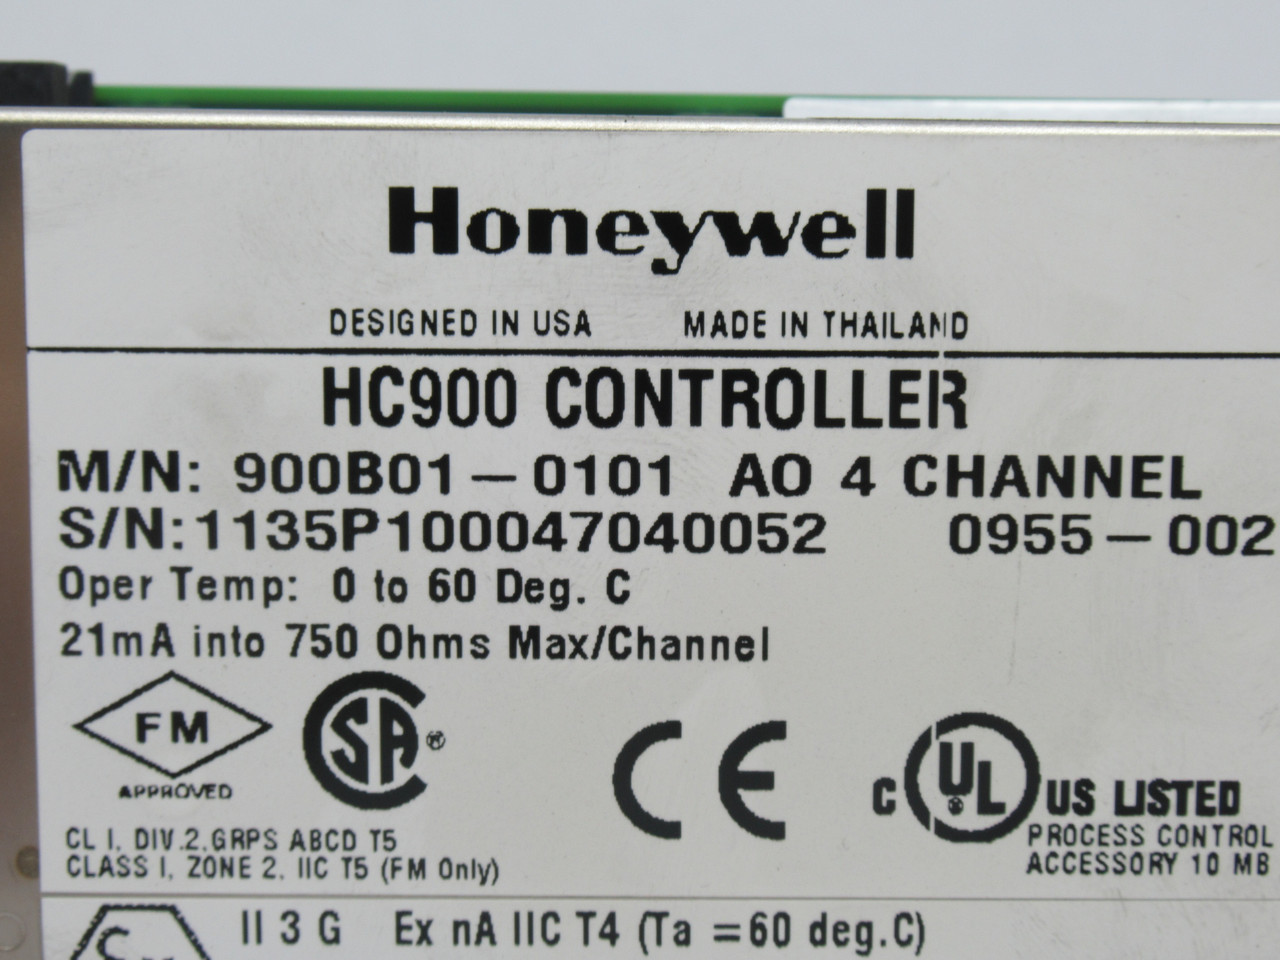 Honeywell
DESIGNED IN USA MADE IN THAILAND
HC900 CONTROLLER
M/N: 900B01-0101 AO 4 CHANNEL
S/N:1135P100047040052 0955-002
Oper Temp: 0 to 60 Deg. C
21mA into 750 Ohms Max/Channel
FM
APPROVED
SA ®
CE
C UL US LISTED
PROCESS CONTROL
ACCESSORY 10 MB
CL I, DIV.2,GRPS ABCD T5
CLASS I, ZONE 2, IIC T5 (FM Only)
II 3 G Ex nA IIC T4 (Ta =60 deg.C)